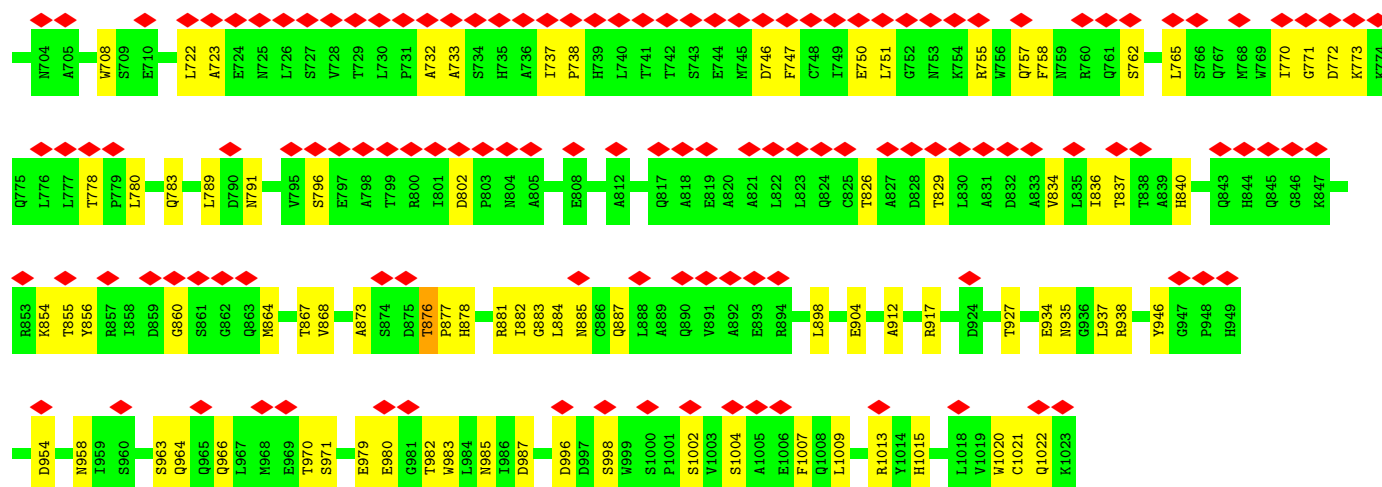 N704 A705 W708 S709 E710 L722 A723 E724 N725 L726 S727 V728 T729 L730 P731 A732 A733 S734 H735 A736 I737 P738 H739 L740 T741 T742 S743 E744 M745 D746 F747 C748 I749 E750 L751 G752 N753 K754 R755 W756 Q757 F758 N759 R760 Q761 S762 L765 S766 Q767 M768 W769 I770 G771 D772 K773 K774
Q775 L776 L777 T778 P779 L780 Q783 L789 D790 N791 V795 S796 E797 A798 T799 R800 I801 D802 P803 N804 A805 E808 A812 Q817 A818 E819 A820 A821 L822 L823 Q824 C825 T826 A827 D828 T829 L830 A831 D832 A833 V834 L835 I836 T837 T838 A839 H840 Q843 H844 Q845 G846 K847
R853 K854 T855 Y856 R857 I858 D859 G860 S861 G862 Q863 M864 T867 V868 A873 S874 D875 T876 P877 H878 R881 I882 G883 L884 N885 C886 Q887 L888 A889 Q890 V891 A892 E893 R894 L898 E904 A912 R917 D924 T927 E934 N935 G936 L937 R938 Y946 G947 P948 H949
D954 N958 I959 S960 S963 Q964 Q965 Q966 L967 M968 E969 T970 S971 E979 E980 G981 T982 W983 L984 N985 I986 D987 D996 D997 S998 W999 S1000 P1001 S1002 V1003 S1004 A1005 E1006 F1007 Q1008 L1009 R1013 Y1014 H1015 L1018 V1019 W1020 C1021 Q1022 K1023